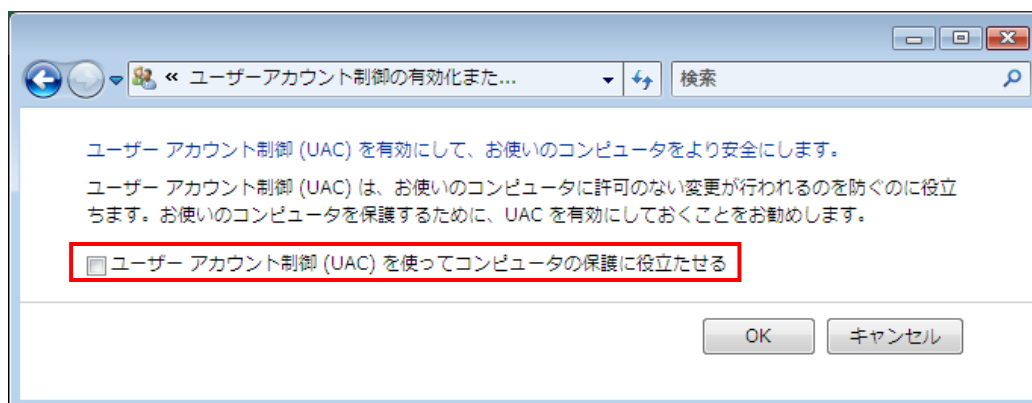 « ユーザーアカウント制御の有効化また... 検索
ユーザー アカウント制御 (UAC) を有効にして、お使いのコンピュータをより安全にします。
ユーザー アカウント制御 (UAC) は、お使いのコンピュータに許可のない変更が行われるのを防ぐのに役立
ちます。お使いのコンピュータを保護するために、UAC を有効にしておくことをお勧めします。
ユーザー アカウント制御 (UAC) を使ってコンピュータの保護に役立たせる
OK キャンセル